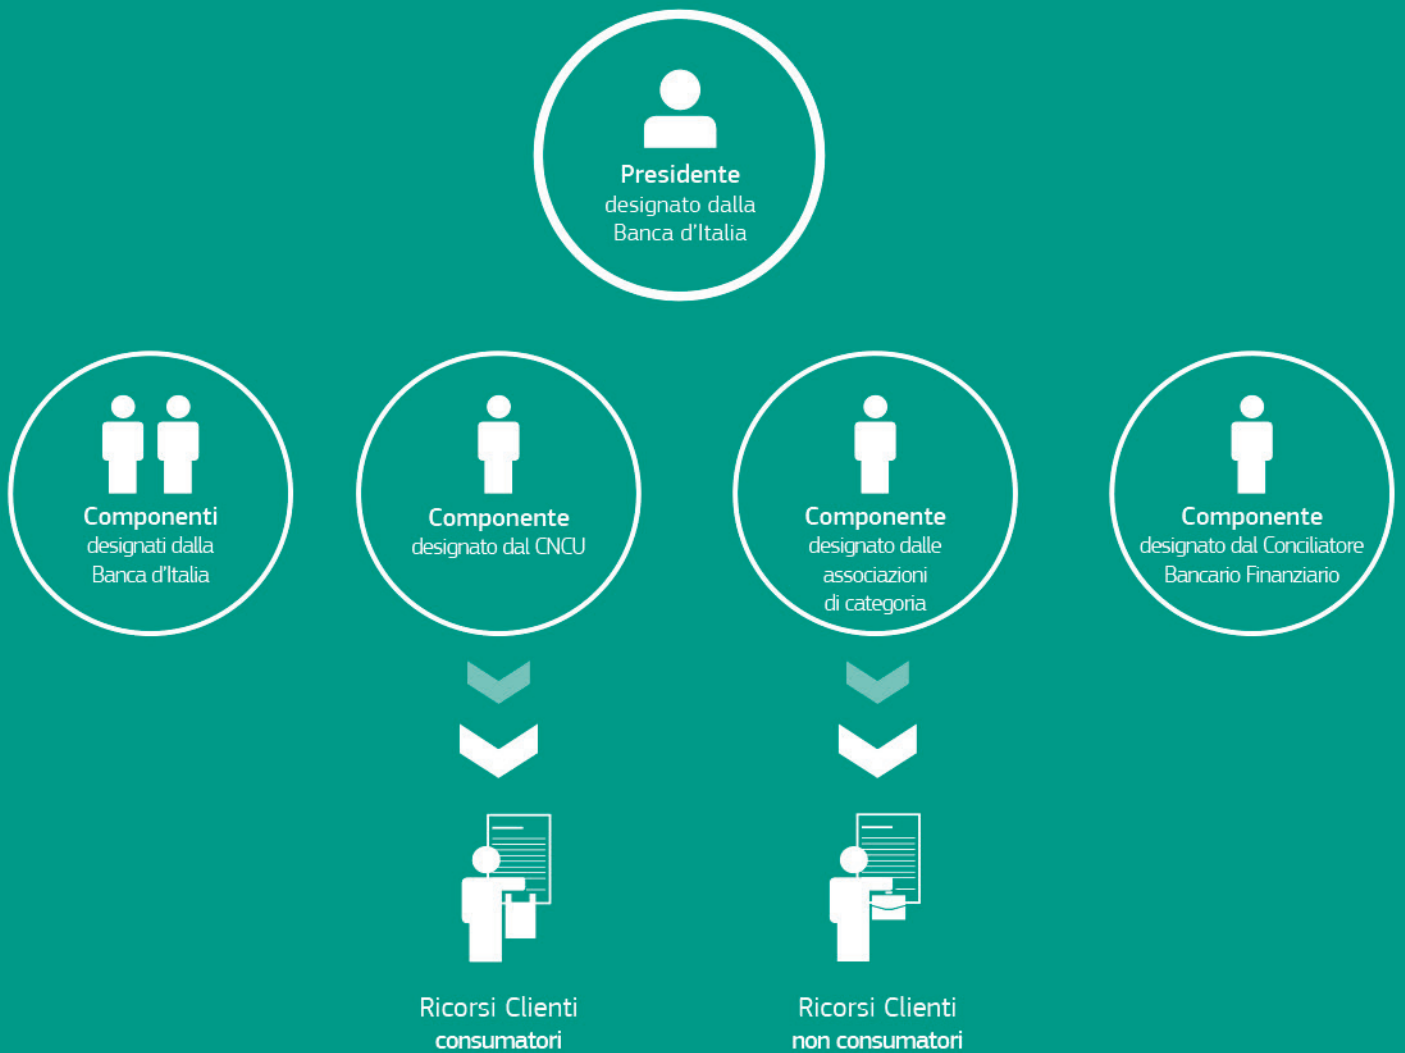 Presidente
designato dalla
Banca d'Italia
Componenti
designati dalla
Banca d'Italia
Componente
designato dal CNCU
Componente
designato dalle
associazioni
di categoria
Componente
designato dal Conciliatore
Bancario Finanziario
Ricorsi Clienti
consumatori
Ricorsi Clienti
non consumatori